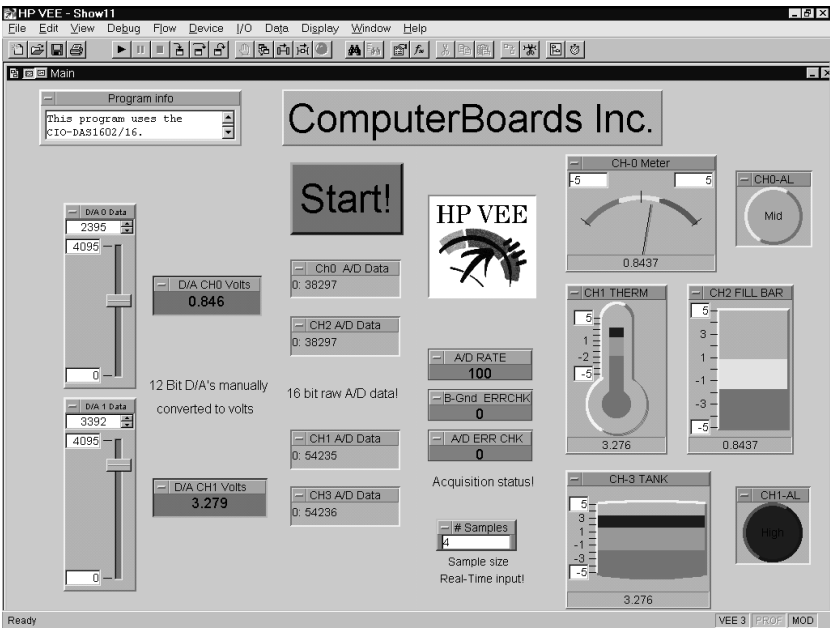 HP VEE - Show11
File Edit View Debug Flow Device I/O Data Display Window Help
Main
Program info
This program uses the
CIO-DAS1602/16.
ComputerBoards Inc.
Start!
HP VEE
CH-0 Meter
-5 5
0.8437
CH0-AL
Mid
D/A 0 Data
2395
4095
0
D/A CH0 Volts
0.846
Ch0 A/D Data
0: 38297
CH2 A/D Data
0: 38297
12 Bit D/A's manually
converted to volts
16 bit raw A/D data!
A/D RATE
100
B-Gnd ERRCHK
0
A/D ERR CHK
0
Acquisition status!
CH1 THERM
5
1
-2
-5
3.276
CH2 FILL BAR
5
3
1
-1
-3
-5
0.8437
D/A 1 Data
3392
4095
0
D/A CH1 Volts
3.279
CH1 A/D Data
0: 54235
CH3 A/D Data
0: 54236
# Samples
4
Sample size
Real-Time input!
CH-3 TANK
5
3
1
-1
-3
-5
3.276
CH1-AL
High
Ready
VEE 3 PROF MOD